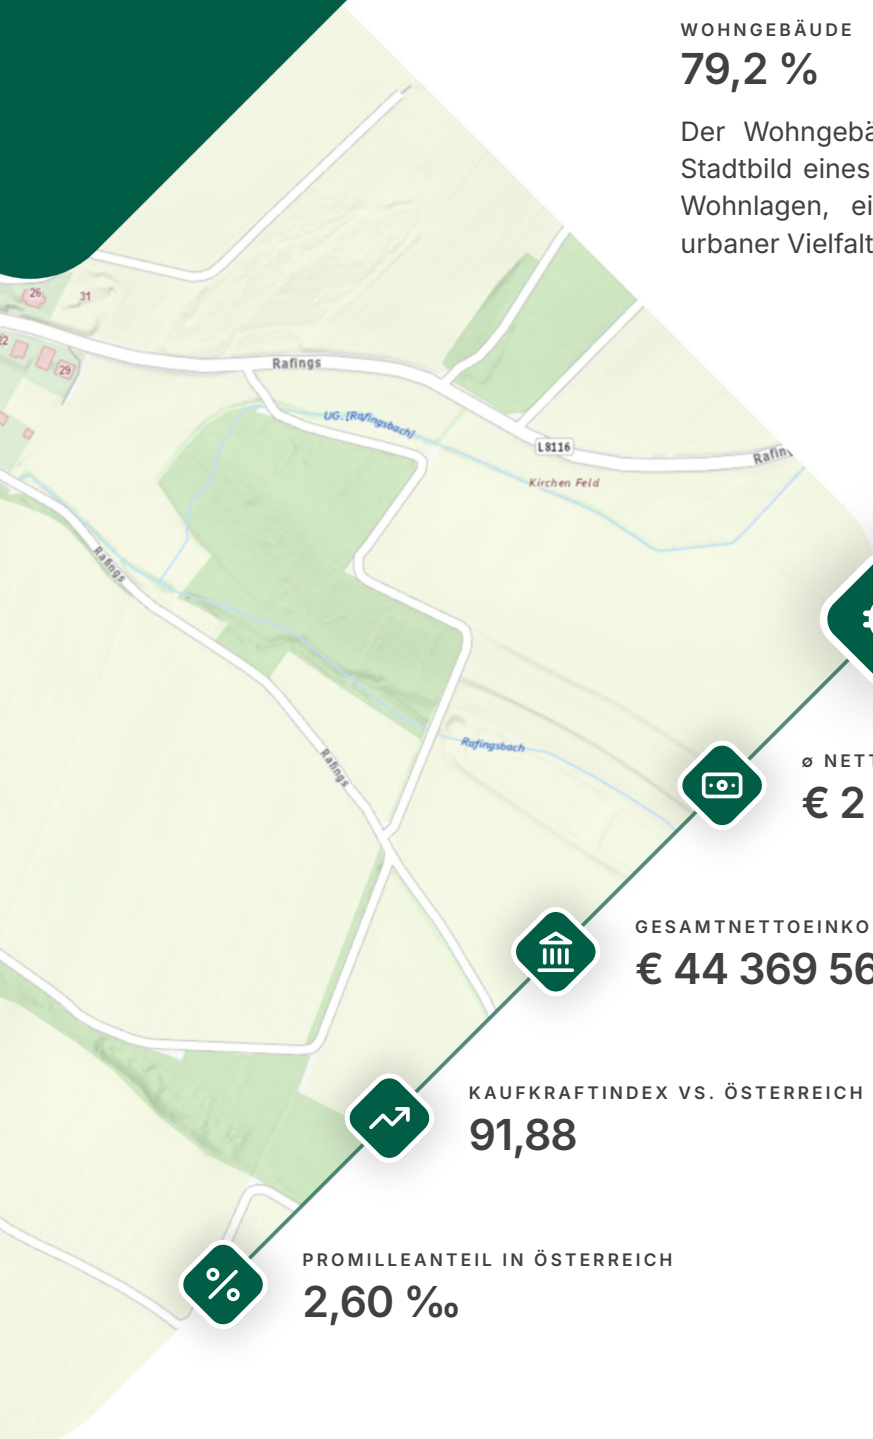 WOHNGEBÄUDE
79,2 %
Der Wohngebä
Stadtbild eines
Wohnlagen, ei
urbaner Vielfalt
26
31
22
29
Rafings
UG. [Rafingsbach]
L8116
Rafin
Kirchen Feld
Rafings
Rafings
Rafingsbach
ø NETT
€ 2
GESAMTNETTOEINKO
€ 44 369 56
KAUFKRAFTINDEX VS. ÖSTERREICH
91,88
PROMILLEANTEIL IN ÖSTERREICH
2,60 ‰